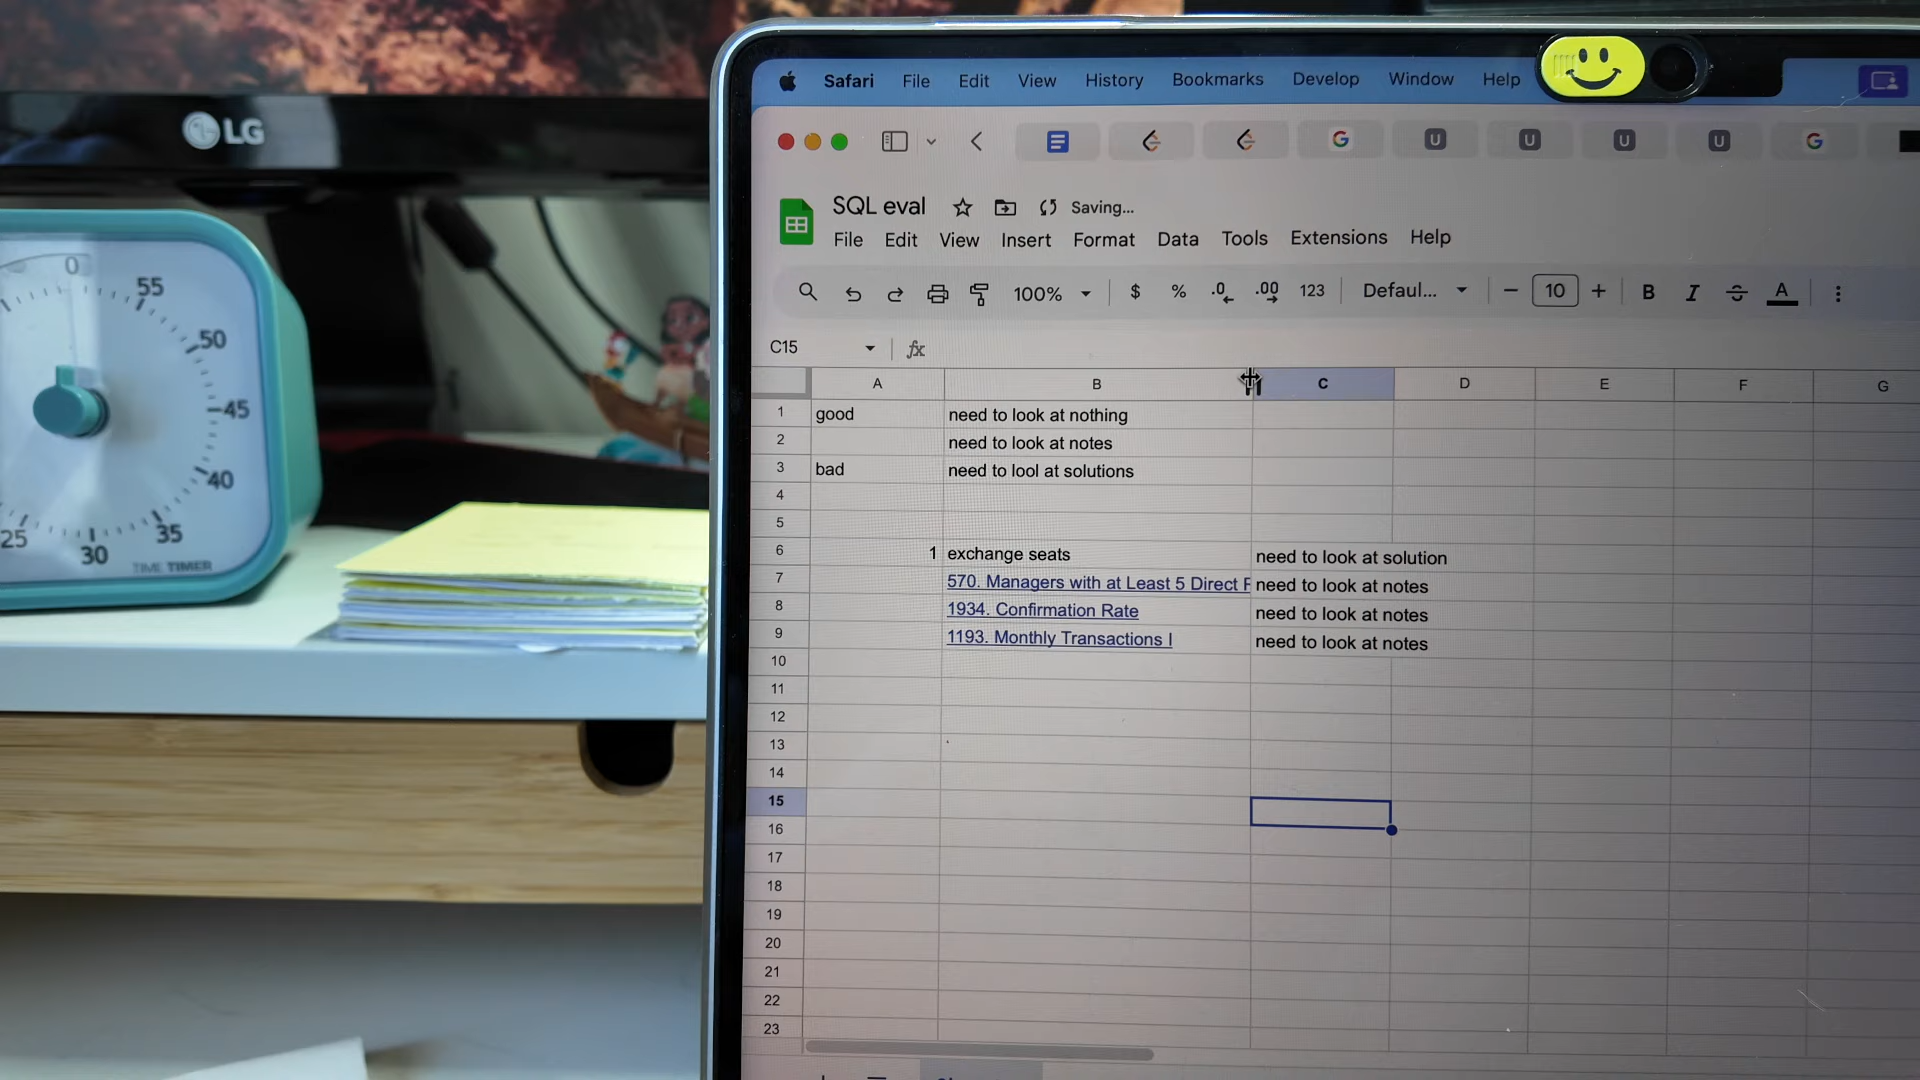 LG
0
55
50
45
40
35
30
25
TIME TIMER
Safari File Edit View History Bookmarks Develop Window Help
G U U U U G
SQL eval Saving...
File Edit View Insert Format Data Tools Extensions Help
100% $ % .0 .00 123 Defaul... 10 B I S A
C15 fx
A B C D E F G
1 good need to look at nothing
2 need to look at notes
3 bad need to lool at solutions
4
5
6 1 exchange seats need to look at solution
7 570. Managers with at Least 5 Direct need to look at notes
8 1934. Confirmation Rate need to look at notes
9 1193. Monthly Transactions I need to look at notes
10
11
12
13
14
15
16
17
18
19
20
21
22
23